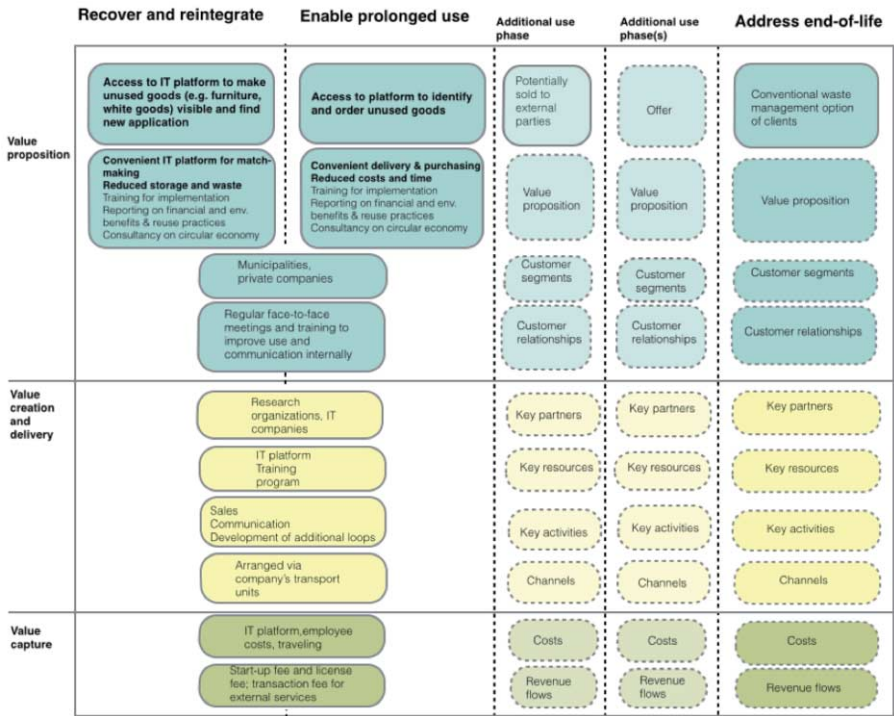 Recover and reintegrate
Enable prolonged use
Additional use
phase
Additional use
phase(s)
Address end-of-life
Value
proposition
Access to IT platform to make
unused goods (e.g. furniture,
white goods) visible and find
new application
Access to platform to identify
and order unused goods
Potentially
sold to
external
parties
Offer
Conventional waste
management option
of clients
Convenient IT platform for match-
making
Reduced storage and waste
Training for implementation
Reporting on financial and env.
benefits & reuse practices
Consultancy on circular economy
Convenient delivery & purchasing
Reduced costs and time
Training for implementation
Reporting on financial and env.
benefits & reuse practices
Consultancy on circular economy
Value
proposition
Value
proposition
Value proposition
Municipalities,
private companies
Customer
segments
Customer
segments
Customer segments
Regular face-to-face
meetings and training to
improve use and
communication internally
Customer
relationships
Customer
relationships
Customer relationships
Value
creation
and
delivery
Research
organizations, IT
companies
Key partners
Key partners
Key partners
IT platform
Training
program
Key resources
Key resources
Key resources
Sales
Communication
Development of additional loops
Key activities
Key activities
Key activities
Arranged via
company's transport
units
Channels
Channels
Channels
Value
capture
IT platform,employee
costs, traveling
Costs
Costs
Costs
Start-up fee and license
fee; transaction fee for
external services
Revenue
flows
Revenue
flows
Revenue flows